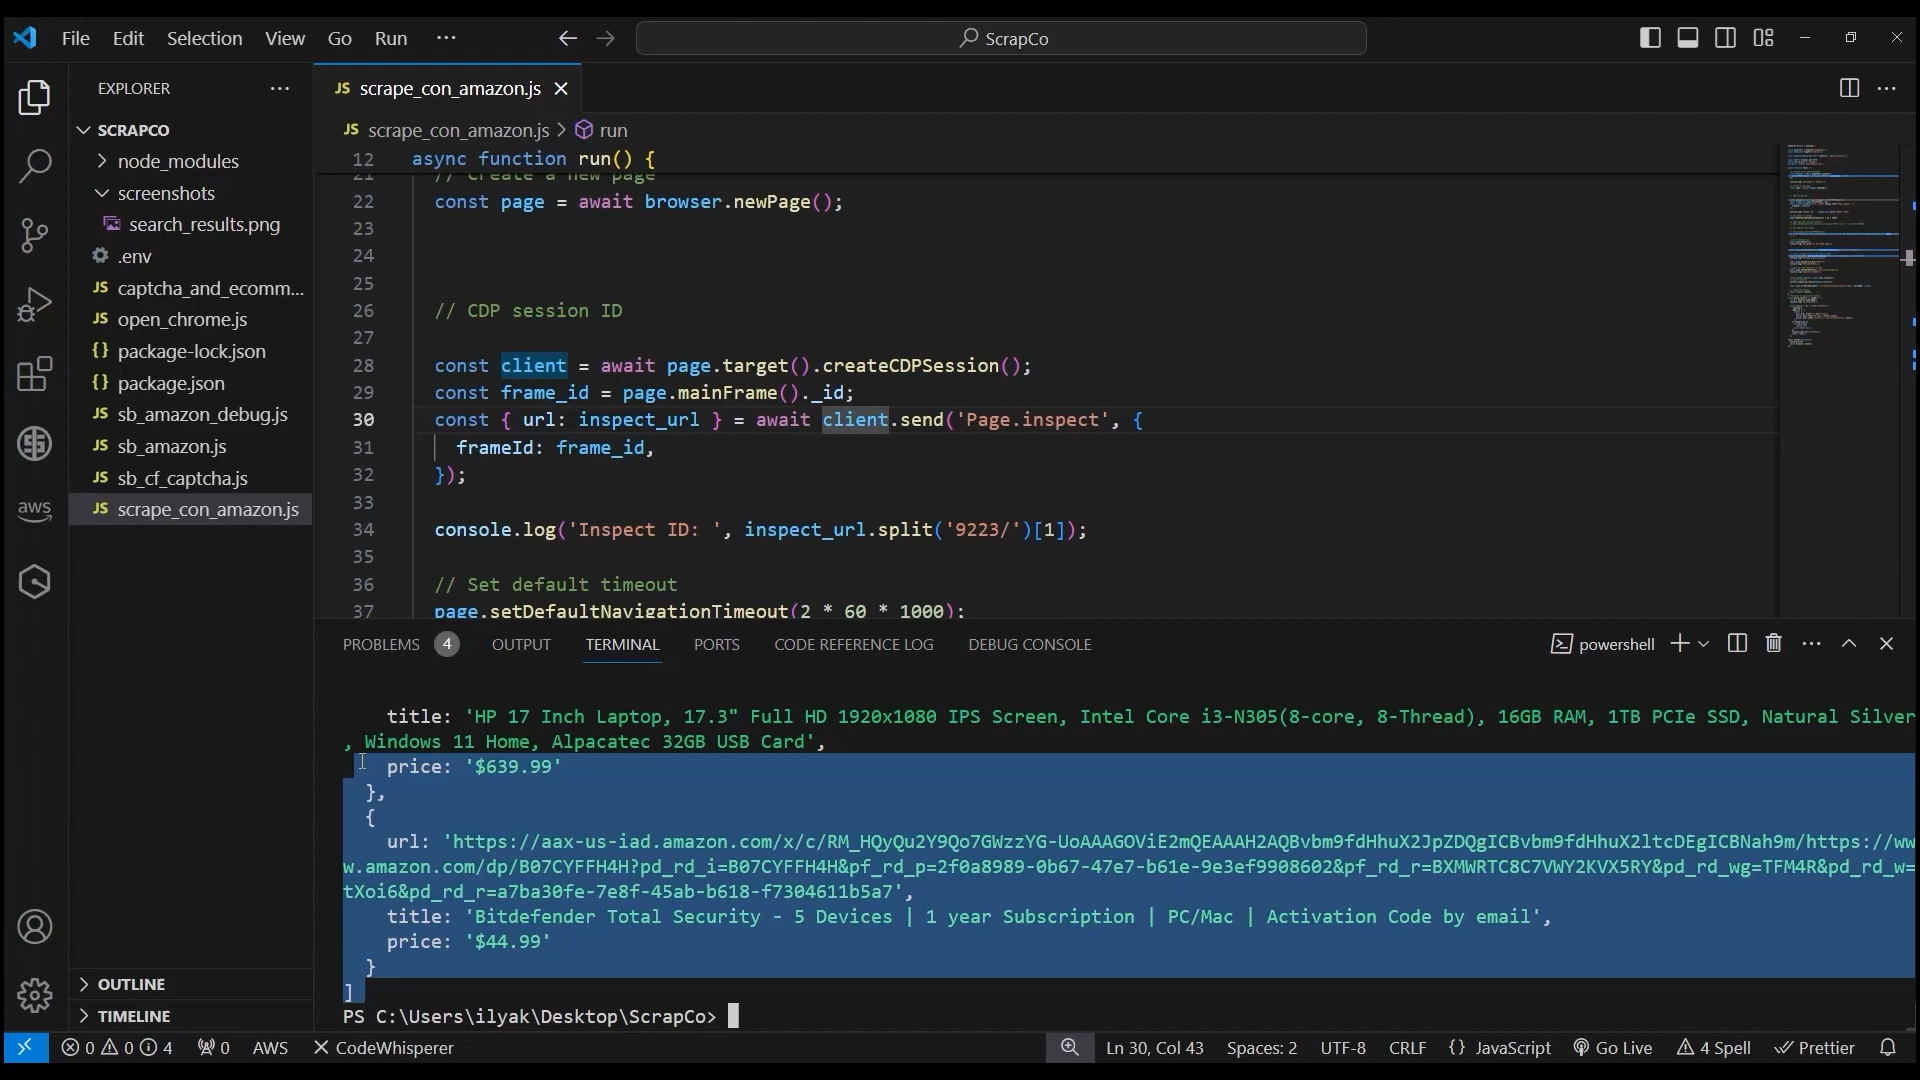 File Edit Selection View Go Run ··· ScrapCo
EXPLORER ···
SCRAPCO
node_modules
screenshots
search_results.png
.env
JS captcha_and_ecomm...
JS open_chrome.js
{} package-lock.json
{} package.json
JS sb_amazon_debug.js
JS sb_amazon.js
JS sb_cf_captcha.js
JS scrape_con_amazon.js
aws
OUTLINE
TIMELINE
JS scrape_con_amazon.js
JS scrape_con_amazon.js > run
12 async function run() {
21 // Create a new page
22 const page = await browser.newPage();
23
24
25
26 // CDP session ID
27
28 const client = await page.target().createCDPSession();
29 const frame_id = page.mainFrame()._id;
30 const { url: inspect_url } = await client.send('Page.inspect', {
31 frameId: frame_id,
32 });
33
34 console.log('Inspect ID: ', inspect_url.split('9223/')[1]);
35
36 // Set default timeout
37 page.setDefaultNavigationTimeout(2 * 60 * 1000);
PROBLEMS 4 OUTPUT TERMINAL PORTS CODE REFERENCE LOG DEBUG CONSOLE powershell
title: 'HP 17 Inch Laptop, 17.3" Full HD 1920x1080 IPS Screen, Intel Core i3-N305(8-core, 8-Thread), 16GB RAM, 1TB PCIe SSD, Natural Silver
, Windows 11 Home, Alpacatec 32GB USB Card',
price: '$639.99'
},
{
url: 'https://aax-us-iad.amazon.com/x/c/RM_HQyQu2Y9Qo7GWzzYG-UoAAAGOViE2mQEAAAH2AQBvbm9fdHhuX2JpZDQgICBvbm9fdHhuX2ltcDEgICBNah9m/https://ww
w.amazon.com/dp/B07CYFFH4H?pd_rd_i=B07CYFFH4H&pf_rd_p=2f0a8989-0b67-47e7-b61e-9e3ef9908602&pf_rd_r=BXMWRTC8C7VWY2KVX5RY&pd_rd_wg=TFM4R&pd_rd_w=
tXoi6&pd_rd_r=a7ba30fe-7e8f-45ab-b618-f7304611b5a7',
title: 'Bitdefender Total Security - 5 Devices | 1 year Subscription | PC/Mac | Activation Code by email',
price: '$44.99'
}
]
PS C:\Users\ilyak\Desktop\ScrapCo>
0 0 4 0 AWS CodeWhisperer Ln 30, Col 43 Spaces: 2 UTF-8 CRLF {} JavaScript Go Live 4 Spell Prettier